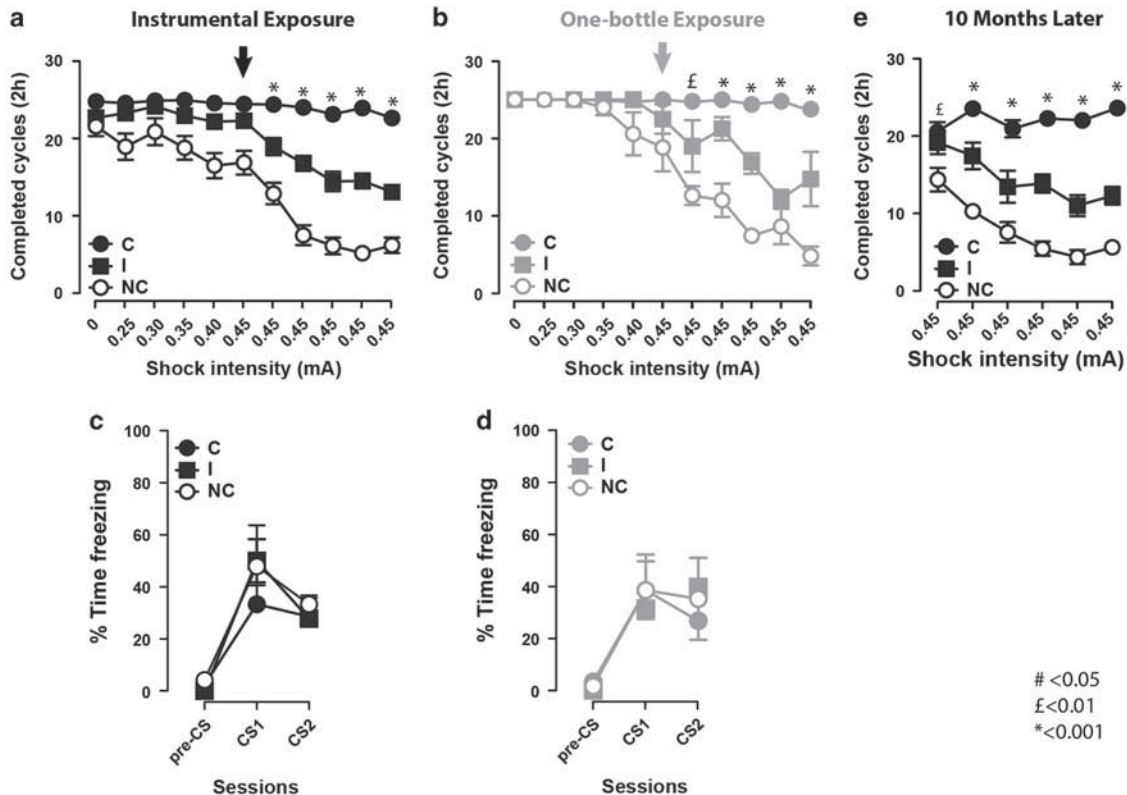 a Instrumental Exposure
Completed cycles (2h)
30
20
10
0
* * * * *
C
I
NC
0 0.25 0.30 0.35 0.40 0.45 0.45 0.45 0.45 0.45 0.45
Shock intensity (mA)
b One-bottle Exposure
Completed cycles (2h)
30
20
10
0
£ * * * *
C
I
NC
0 0.25 0.30 0.35 0.40 0.45 0.45 0.45 0.45 0.45 0.45
Shock intensity (mA)
e 10 Months Later
Completed cycles (2h)
30
20
10
0
£ * * * * *
C
I
NC
0.45 0.45 0.45 0.45 0.45 0.45
Shock intensity (mA)
c
% Time freezing
100
80
60
40
20
0
C
I
NC
pre-CS CS1 CS2
Sessions
d
% Time freezing
100
80
60
40
20
0
C
I
NC
pre-CS CS1 CS2
Sessions
# <0.05
£<0.01
*<0.001